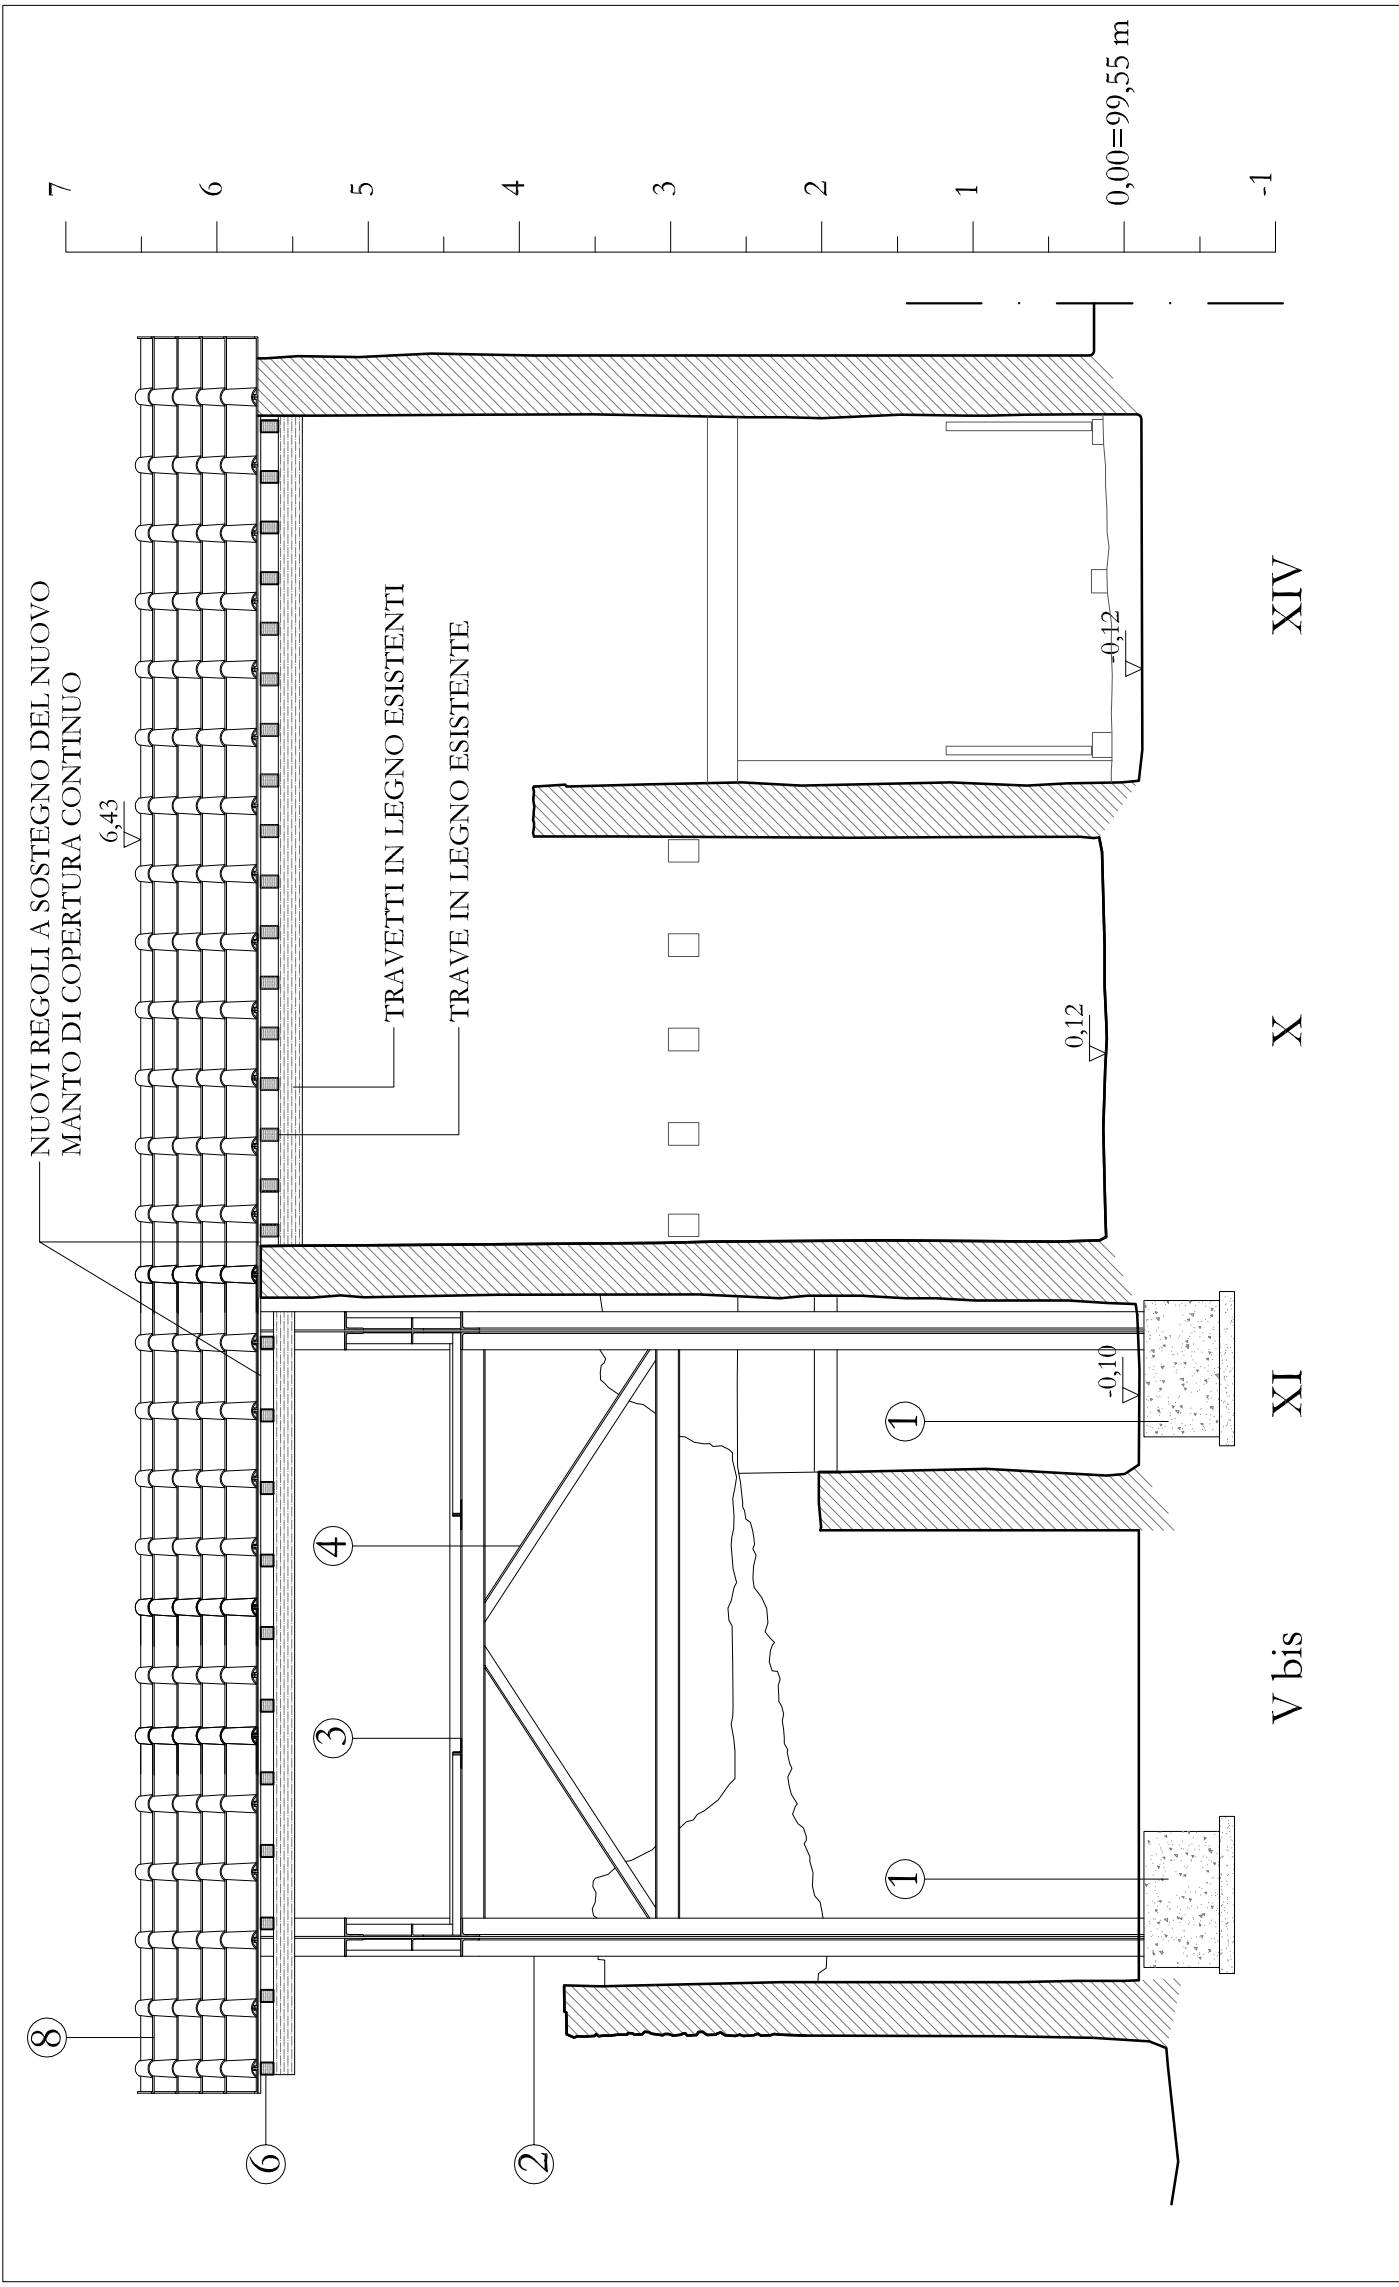 8
NUOVI REGOLI A SOSTEGNO DEL NUOVO
MANTO DI COPERTURA CONTINUO
6,43
7
6
5
4
3
2
1
0,00=99,55 m
-1
6
3
4
TRAVETTI IN LEGNO ESISTENTI
TRAVE IN LEGNO ESISTENTE
2
1
1
-0,10
0,12
-0,12
V bis
XI
X
XIV